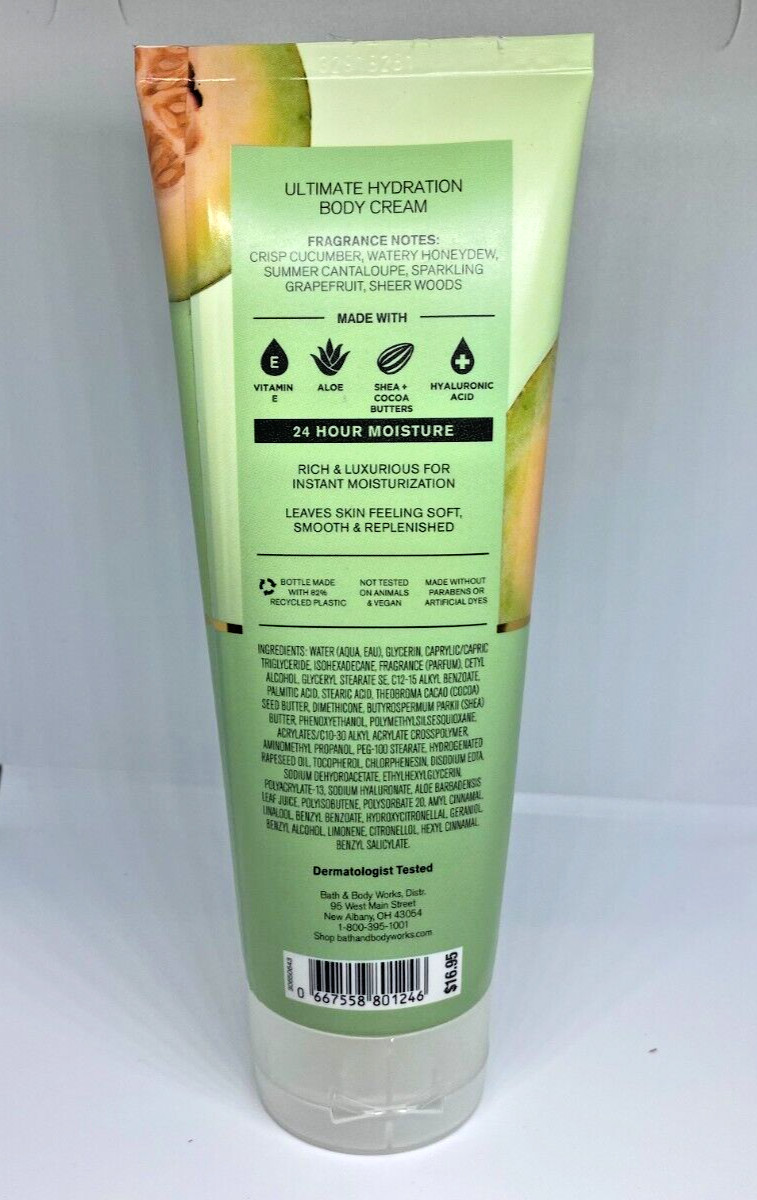 ULTIMATE HYDRATION
BODY CREAM
FRAGRANCE NOTES:
CRISP CUCUMBER, WATERY HONEYDEW,
SUMMER CANTALOUPE, SPARKLING
GRAPEFRUIT, SHEER WOODS
MADE WITH
E
VITAMIN
E
ALOE
SHEA +
COCOA
BUTTERS
HYALURONIC
ACID
24 HOUR MOISTURE
RICH & LUXURIOUS FOR
INSTANT MOISTURIZATION
LEAVES SKIN FEELING SOFT,
SMOOTH & REPLENISHED
BOTTLE MADE
WITH 82%
RECYCLED PLASTIC
NOT TESTED
ON ANIMALS
& VEGAN
MADE WITHOUT
PARABENS OR
ARTIFICIAL DYES
INGREDIENTS: WATER (AQUA, EAU), GLYCERIN, CAPRYLIC/CAPRIC
TRIGLYCERIDE, ISOHEXADECANE, FRAGRANCE (PARFUM), CETYL
ALCOHOL, GLYCERYL STEARATE SE, C12-15 ALKYL BENZOATE,
PALMITIC ACID, STEARIC ACID, THEOBROMA CACAO (COCOA)
SEED BUTTER, DIMETHICONE, BUTYROSPERMUM PARKII (SHEA)
BUTTER, PHENOXYETHANOL, POLYMETHYLSILSESQUIOXANE,
ACRYLATES/C10-30 ALKYL ACRYLATE CROSSPOLYMER,
AMINOMETHYL PROPANOL, PEG-100 STEARATE, HYDROGENATED
RAPESEED OIL, TOCOPHEROL, CHLORPHENESIN, DISODIUM EDTA,
SODIUM DEHYDROACETATE, ETHYLHEXYLGLYCERIN,
POLYACRYLATE-13, SODIUM HYALURONATE, ALOE BARBADENSIS
LEAF JUICE, POLYISOBUTENE, POLYSORBATE 20, AMYL CINNAMAL,
LINALOOL, BENZYL BENZOATE, HYDROXYCITRONELLAL, GERANIOL,
BENZYL ALCOHOL, LIMONENE, CITRONELLOL, HEXYL CINNAMAL,
BENZYL SALICYLATE.
Dermatologist Tested
Bath & Body Works, Distr.
95 West Main Street
New Albany, OH 43054
1-800-395-1001
Shop bathandbodyworks.com
0 667558 801246
$16.95